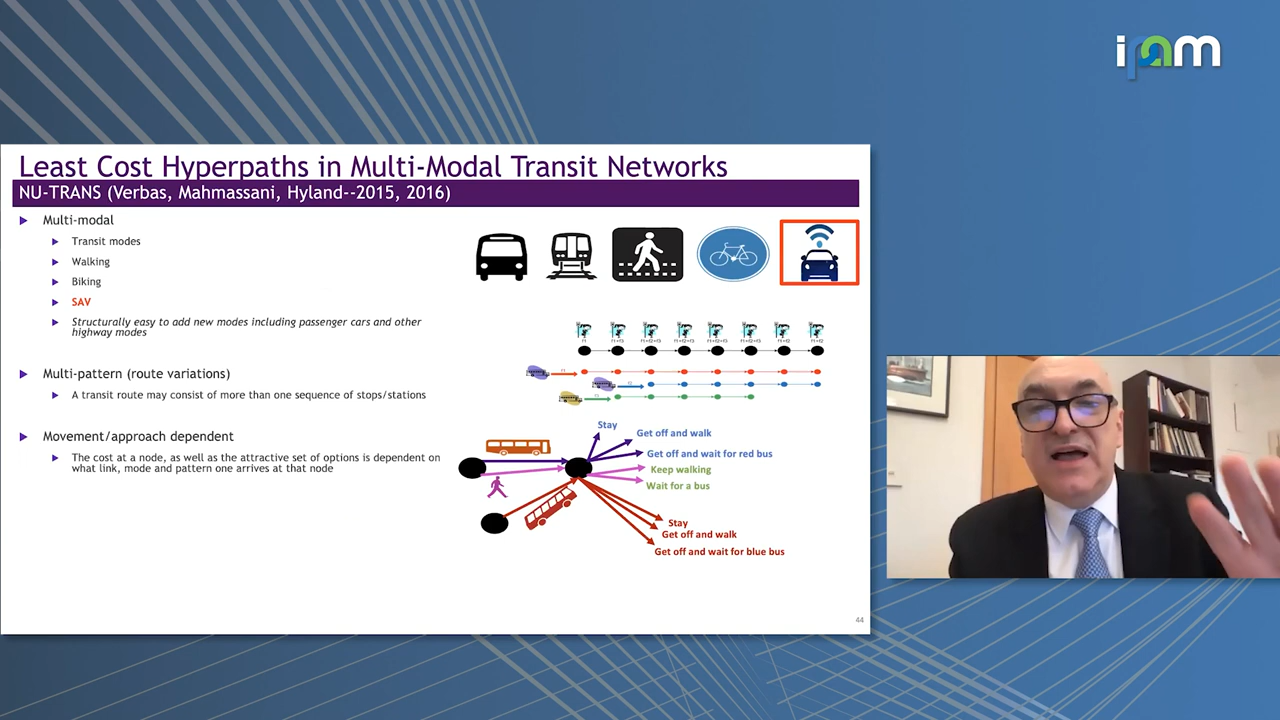 ipam
Least Cost Hyperpaths in Multi-Modal Transit Networks
NU-TRANS (Verbas, Mahmassani, Hyland--2015, 2016)
Multi-modal
Transit modes
Walking
Biking
SAV
Structurally easy to add new modes including passenger cars and other
highway modes
Multi-pattern (route variations)
A transit route may consist of more than one sequence of stops/stations
Movement/approach dependent
The cost at a node, as well as the attractive set of options is dependent on
what link, mode and pattern one arrives at that node
Stay
Get off and walk
Get off and wait for red bus
Keep walking
Wait for a bus
Stay
Get off and walk
Get off and wait for blue bus
44